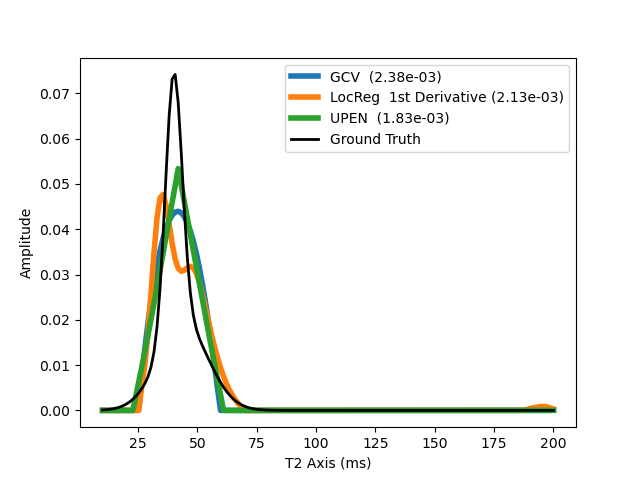 GCV  (2.38e-03)
LocReg  1st Derivative (2.13e-03)
UPEN  (1.83e-03)
Ground Truth
Amplitude
0.07
0.06
0.05
0.04
0.03
0.02
0.01
0.00
25
50
75
100
125
150
175
200
T2 Axis (ms)